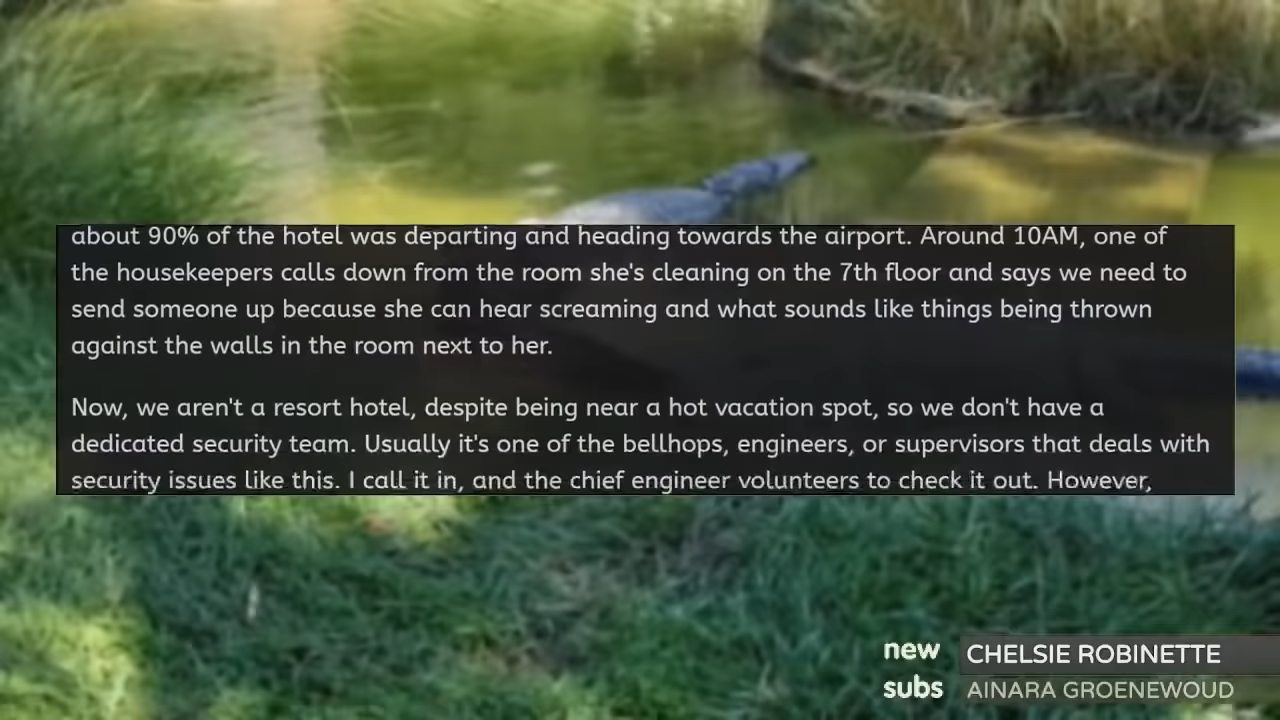 about 90% of the hotel was departing and heading towards the airport. Around 10AM, one of
the housekeepers calls down from the room she's cleaning on the 7th floor and says we need to
send someone up because she can hear screaming and what sounds like things being thrown
against the walls in the room next to her.
Now, we aren't a resort hotel, despite being near a hot vacation spot, so we don't have a
dedicated security team. Usually it's one of the bellhops, engineers, or supervisors that deals with
security issues like this. I call it in, and the chief engineer volunteers to check it out. However,
new CHELSIE ROBINETTE
subs AINARA GROENEWOUD